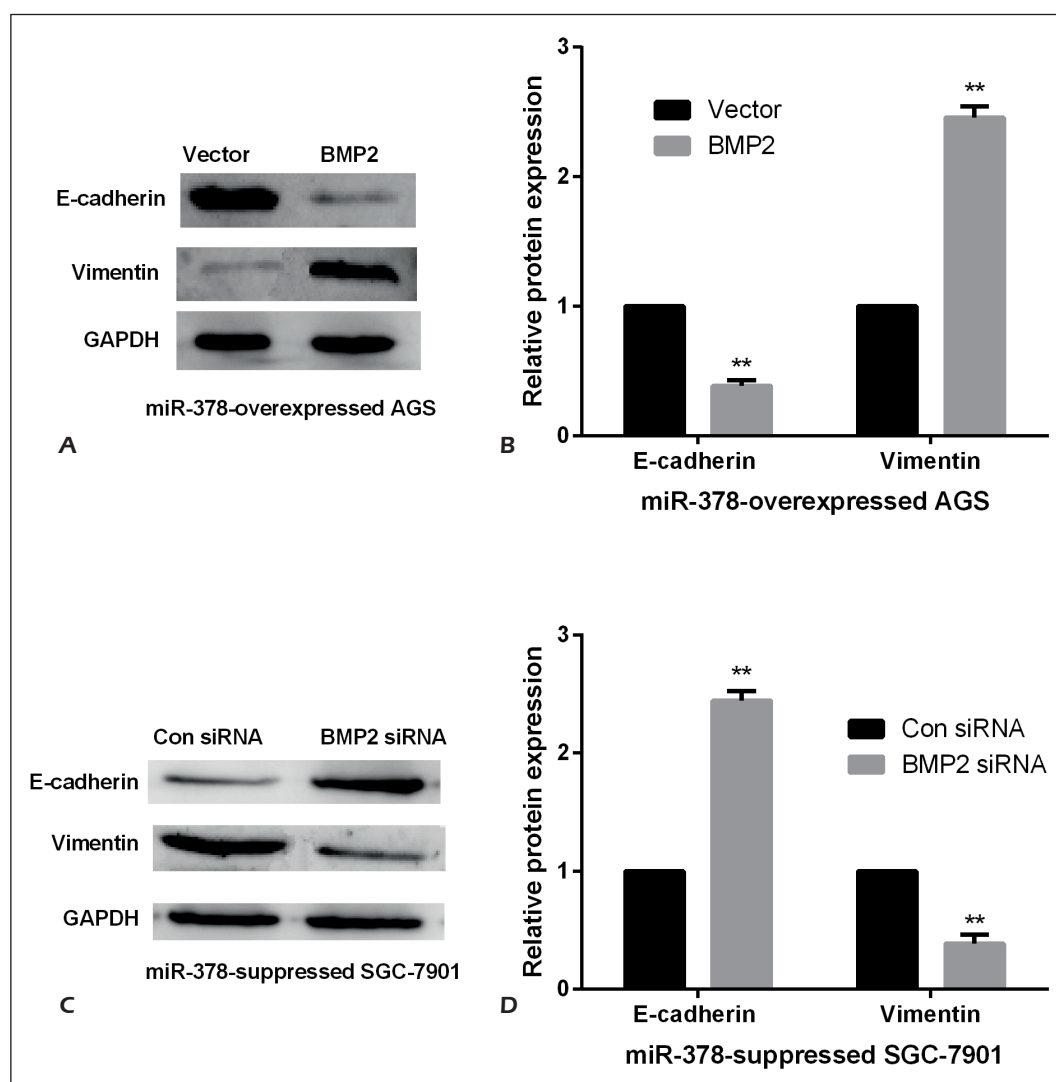 Vector BMP2
E-cadherin
Vimentin
GAPDH
miR-378-overexpressed AGS
A
Relative protein expression
3
2
1
0
Vector
BMP2
**
**
E-cadherin Vimentin
miR-378-overexpressed AGS
B
Con siRNA BMP2 siRNA
E-cadherin
Vimentin
GAPDH
miR-378-suppressed SGC-7901
C
Relative protein expression
3
2
1
0
**
Con siRNA
BMP2 siRNA
**
E-cadherin Vimentin
miR-378-suppressed SGC-7901
D